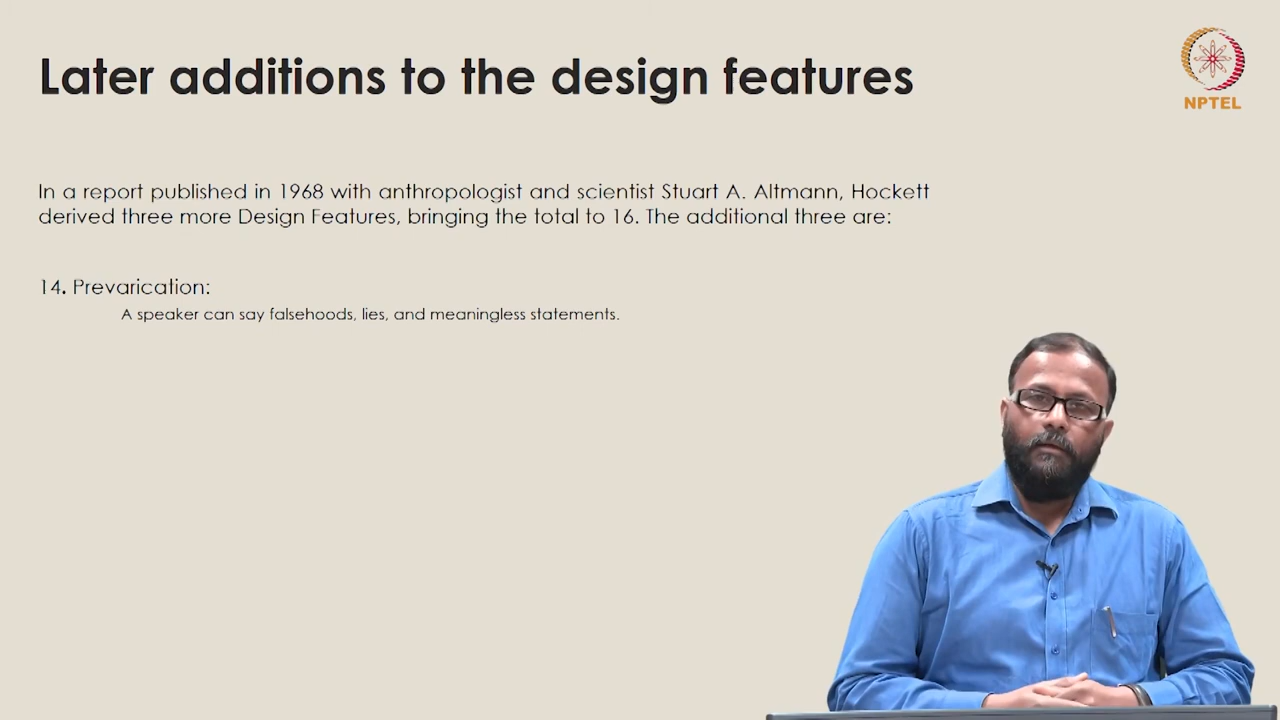 Later additions to the design features
NPTEL
In a report published in 1968 with anthropologist and scientist Stuart A. Altmann, Hockett
derived three more Design Features, bringing the total to 16. The additional three are:
14. Prevarication:
A speaker can say falsehoods, lies, and meaningless statements.